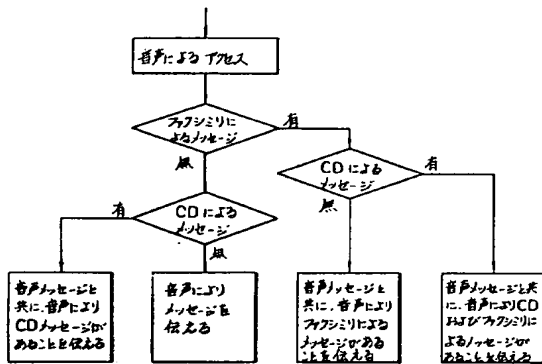 音声によるアクセス
ファクシミリに
よるメッセージ
有
無
CDによる
メッセージ
有
無
CDによる
メッセージ
有
無
音声メッセージと
共に、音声により
CDメッセージが
あることを伝える
音声により
メッセージを
伝える
音声メッセージと
共に、音声により
ファクシミリによる
メッセージがある
ことを伝える
音声メッセージと共
に、音声によりCD
およびファクシミリに
よるメッセージが
あることを伝える